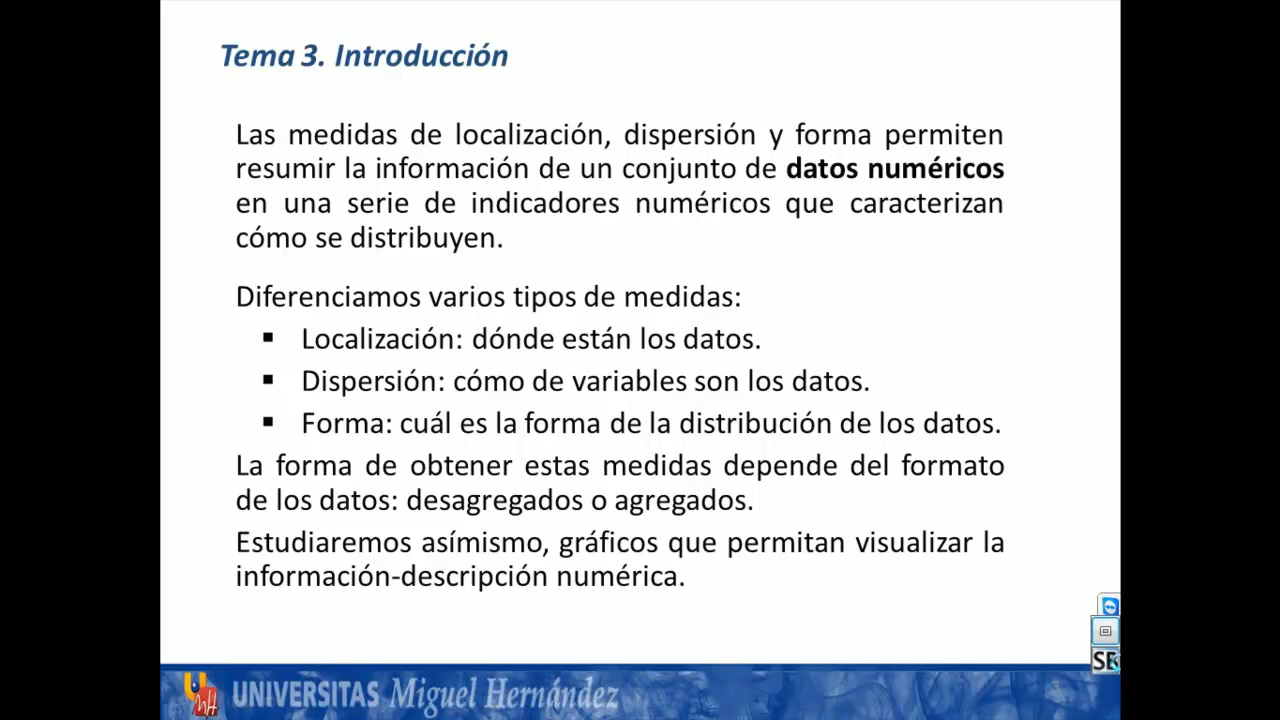 Tema 3. Introducción
Las medidas de localización, dispersión y forma permiten
resumir la información de un conjunto de datos numéricos
en una serie de indicadores numéricos que caracterizan
cómo se distribuyen.
Diferenciamos varios tipos de medidas:
▪ Localización: dónde están los datos.
▪ Dispersión: cómo de variables son los datos.
▪ Forma: cuál es la forma de la distribución de los datos.
La forma de obtener estas medidas depende del formato
de los datos: desagregados o agregados.
Estudiaremos asímismo, gráficos que permitan visualizar la
información-descripción numérica.
UNIVERSITAS Miguel Hernández